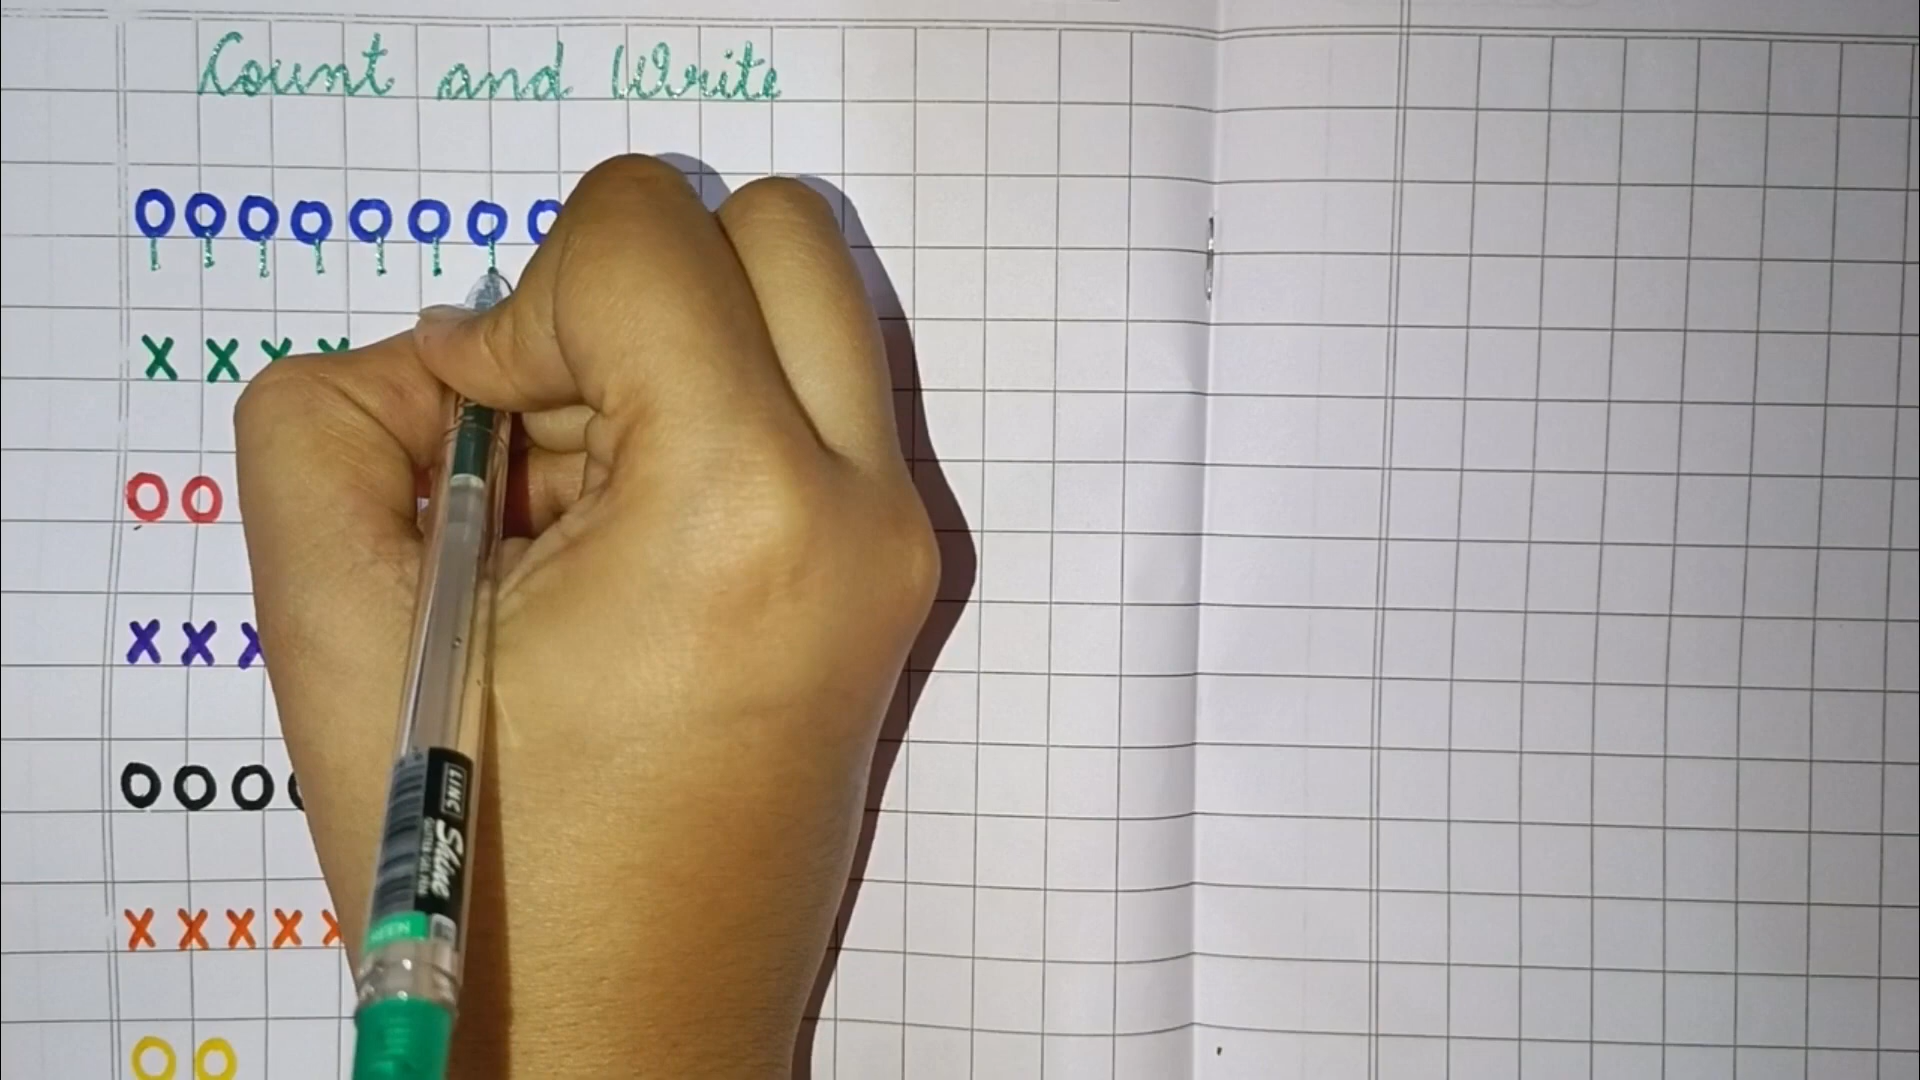 Count and Write
O O O O O O O O
X X X X
O O
X X X
O O O O
X X X X X
O O
LINC
Shine